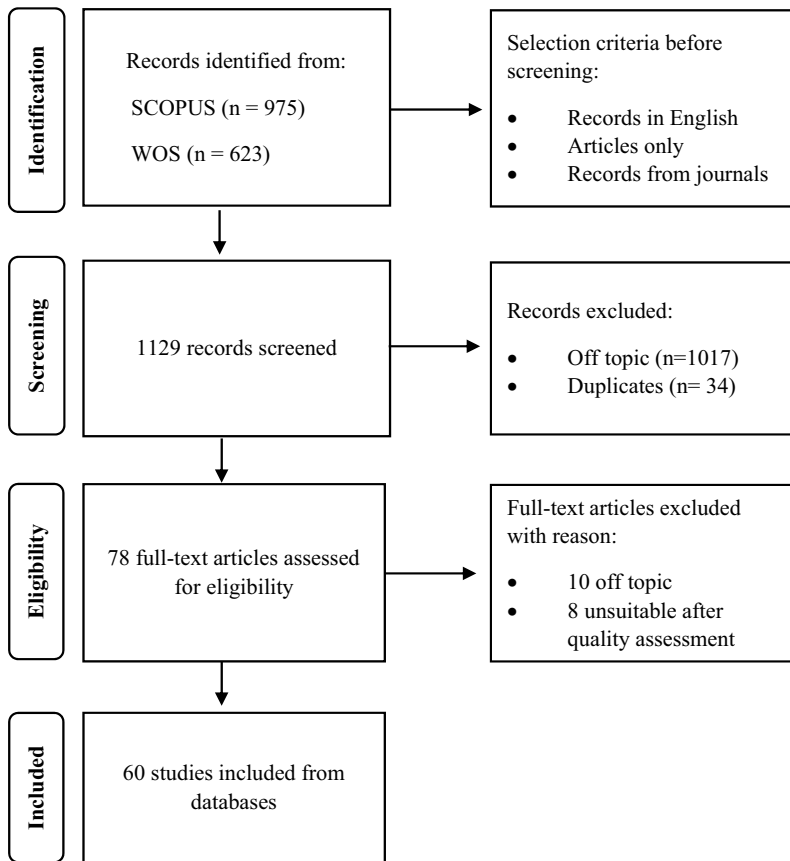 Identification
Records identified from:
SCOPUS (n = 975)
WOS (n = 623)
Selection criteria before
screening:
• Records in English
• Articles only
• Records from journals
Screening
1129 records screened
Records excluded:
• Off topic (n=1017)
• Duplicates (n= 34)
Eligibility
78 full-text articles assessed
for eligibility
Full-text articles excluded
with reason:
• 10 off topic
• 8 unsuitable after
quality assessment
Included
60 studies included from
databases